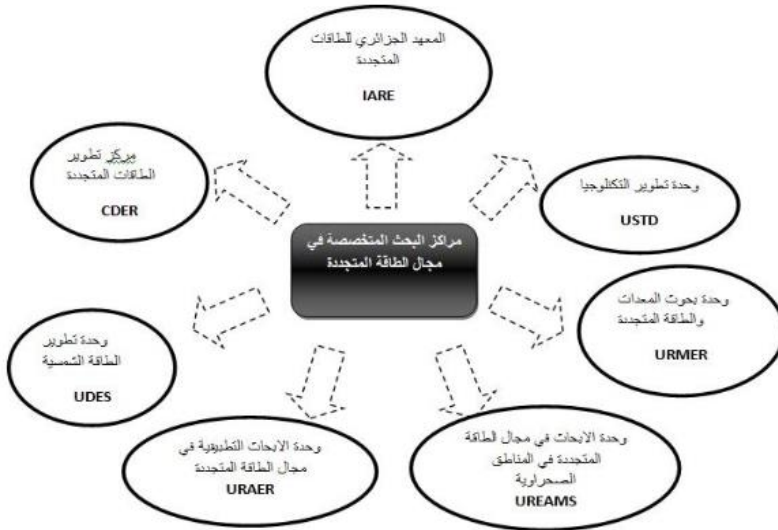 المعهد الجزائري للطاقات
المتجددة
IARE
مركز تطوير
الطاقات المتجددة
CDER
وحدة تطوير التكنلوجيا
USTD
مراكز البحث المتخصصة في
مجال الطاقة المتجددة
وحدة بحوث المعدات
والطاقة المتجددة
URMER
وحدة تطوير
الطاقة الشمسية
UDES
وحدة الابحاث التطبيقية في
مجال الطاقة المتجددة
URAER
وحدة الابحاث في مجال الطاقة
المتجددة في المناطق
الصحراوية
UREAMS